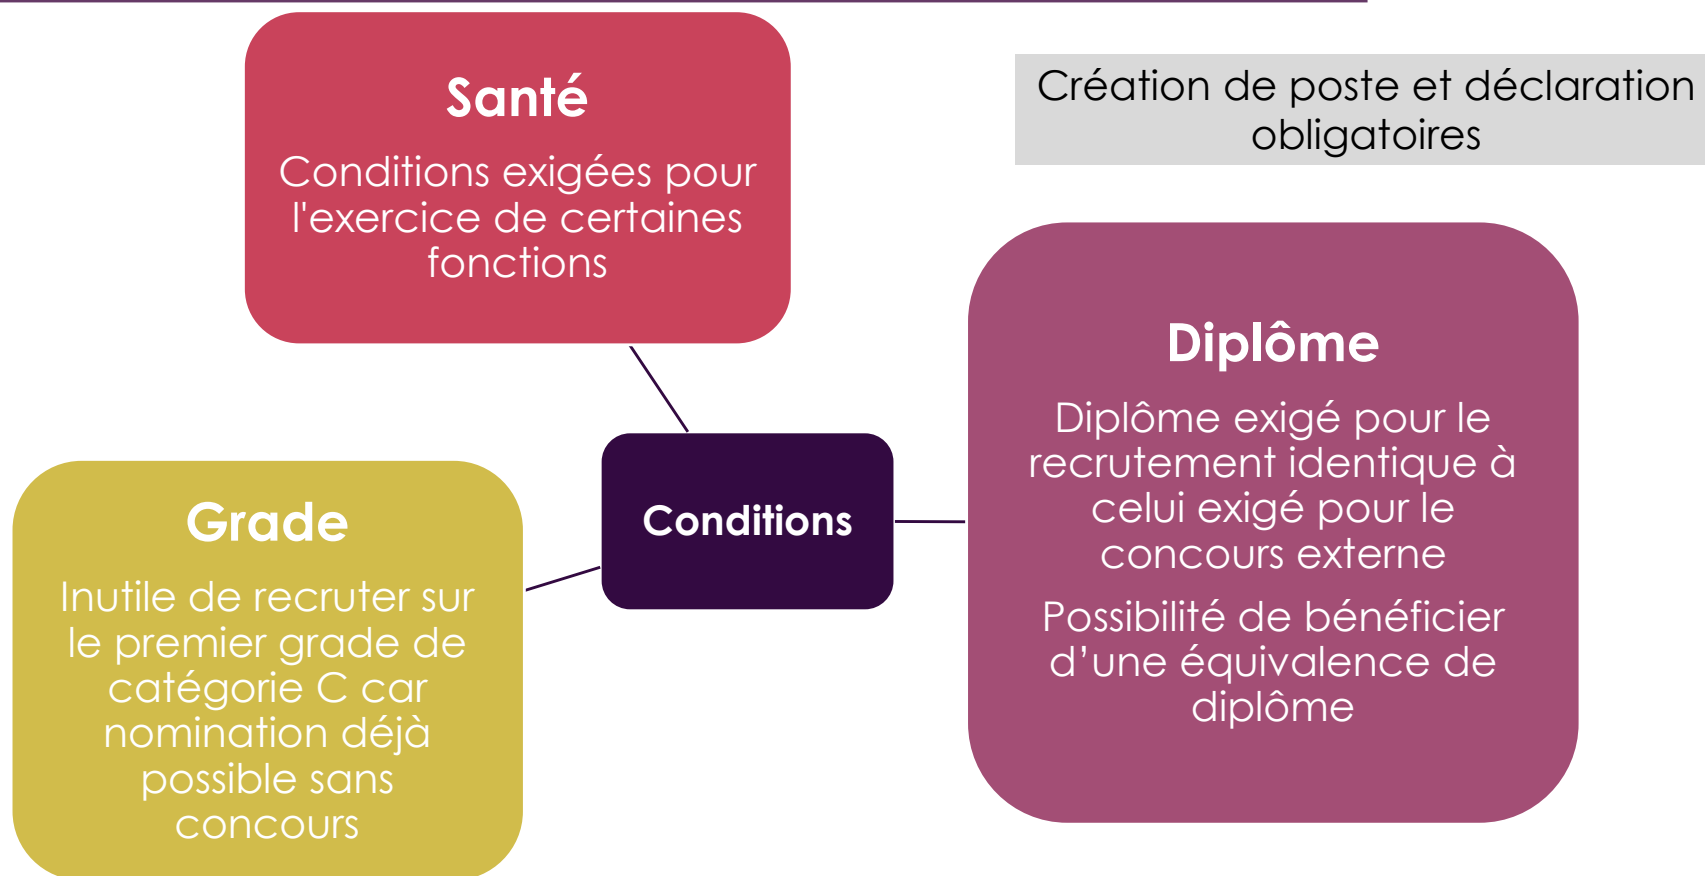 Santé
Conditions exigées pour
l'exercice de certaines
fonctions
Création de poste et déclaration
obligatoires
Diplôme
Diplôme exigé pour le
recrutement identique à
celui exigé pour le
concours externe
Possibilité de bénéficier
d’une équivalence de
diplôme
Conditions
Grade
Inutile de recruter sur
le premier grade de
catégorie C car
nomination déjà
possible sans
concours